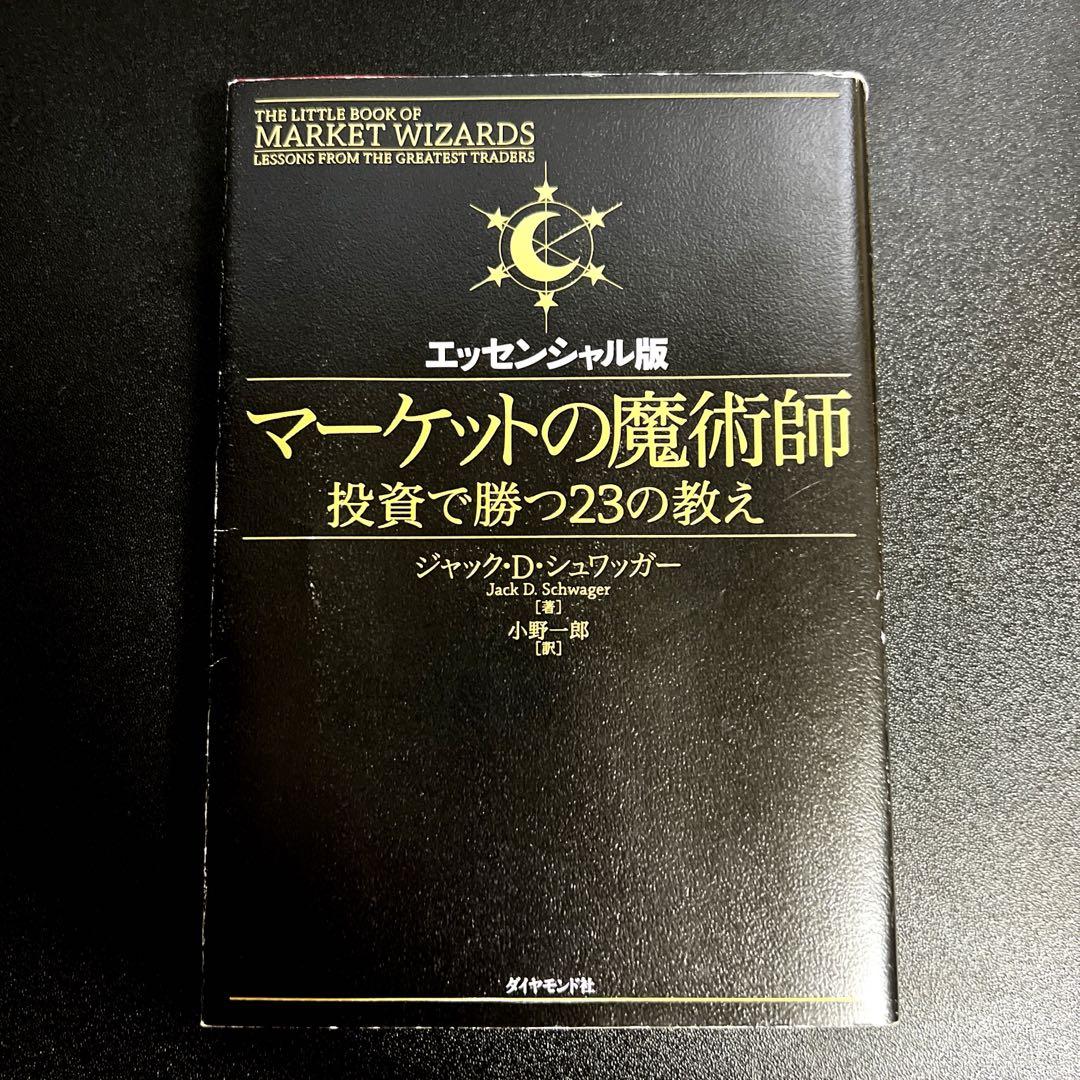 THE LITTLE BOOK OF
MARKET WIZARDS
LESSONS FROM THE GREATEST TRADERS
エッセンシャル版
マーケットの魔術師
投資で勝つ23の教え
ジャック・D・シュワッガー
Jack D. Schwager
[著]
小野一郎
[訳]
ダイヤモンド社